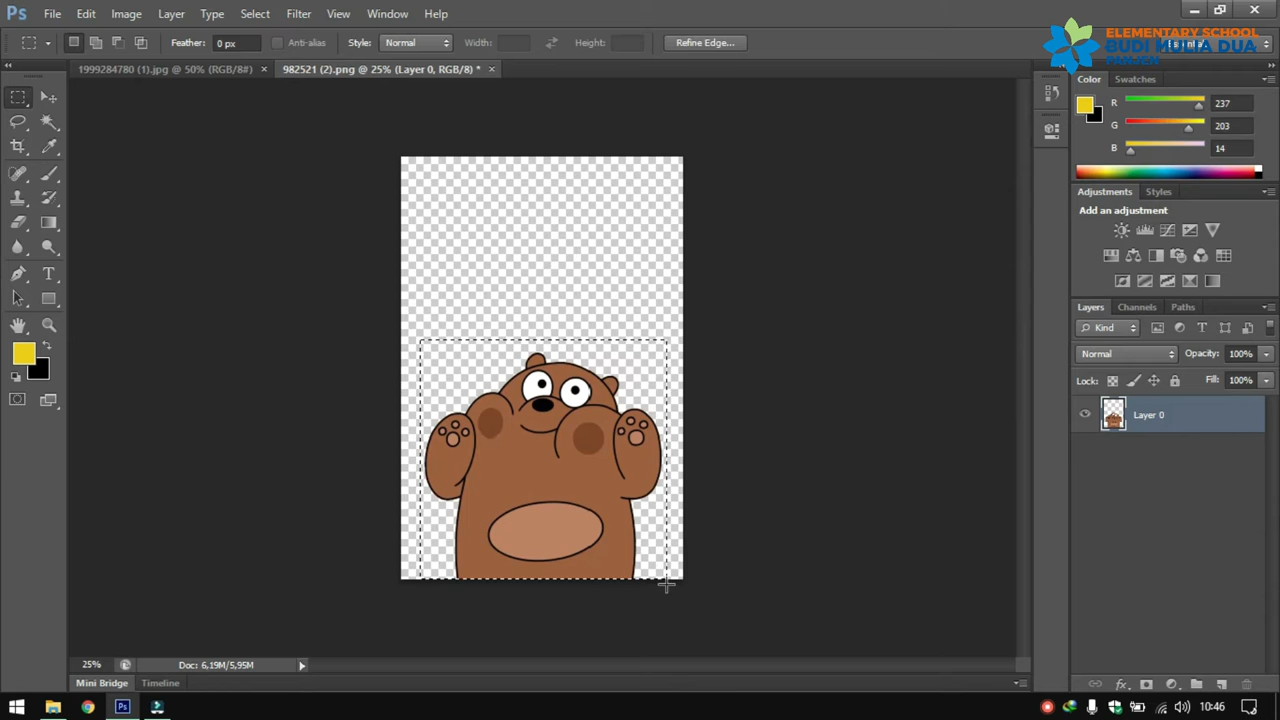 Ps File Edit Image Layer Type Select Filter View Window Help
ELEMENTARY SCHOOL
BUDI MULIA DUA
PANJEN
Feather: 0 px Anti-alias Style: Normal Width: Height: Refine Edge...
1999284780 (1).jpg @ 50% (RGB/8#) × 982521 (2).png @ 25% (Layer 0, RGB/8) * ×
Color Swatches
R 237
G 203
B 14
Adjustments Styles
Add an adjustment
Layers Channels Paths
Kind
Normal Opacity: 100%
Lock: Fill: 100%
Layer 0
25% Doc: 6,19M/5,95M
Mini Bridge Timeline
Ps 10:46